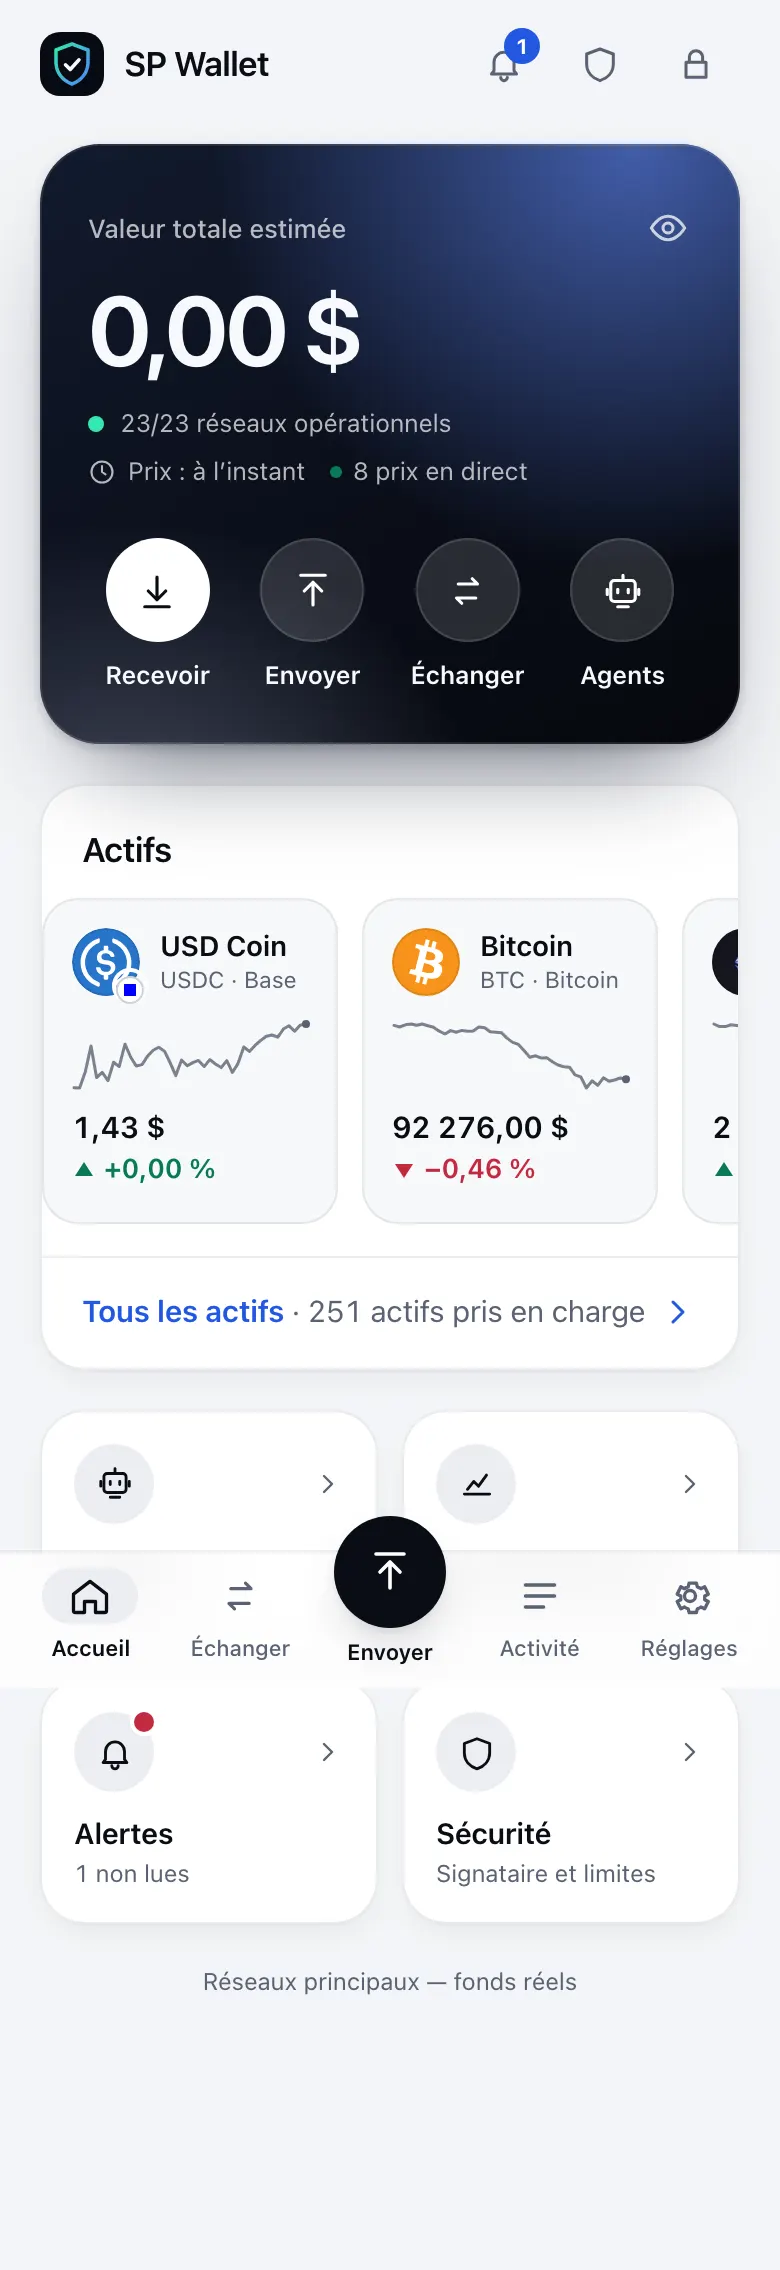 SP Wallet
1
Valeur totale estimée
0,00 $
23/23 réseaux opérationnels
Prix : à l’instant
8 prix en direct
Recevoir
Envoyer
Échanger
Agents
Actifs
USD Coin
USDC · Base
1,43 $
▲ +0,00 %
Bitcoin
BTC · Bitcoin
92 276,00 $
▼ −0,46 %
2
▲
Tous les actifs · 251 actifs pris en charge
Accueil
Échanger
Envoyer
Activité
Réglages
Alertes
1 non lues
Sécurité
Signataire et limites
Réseaux principaux — fonds réels